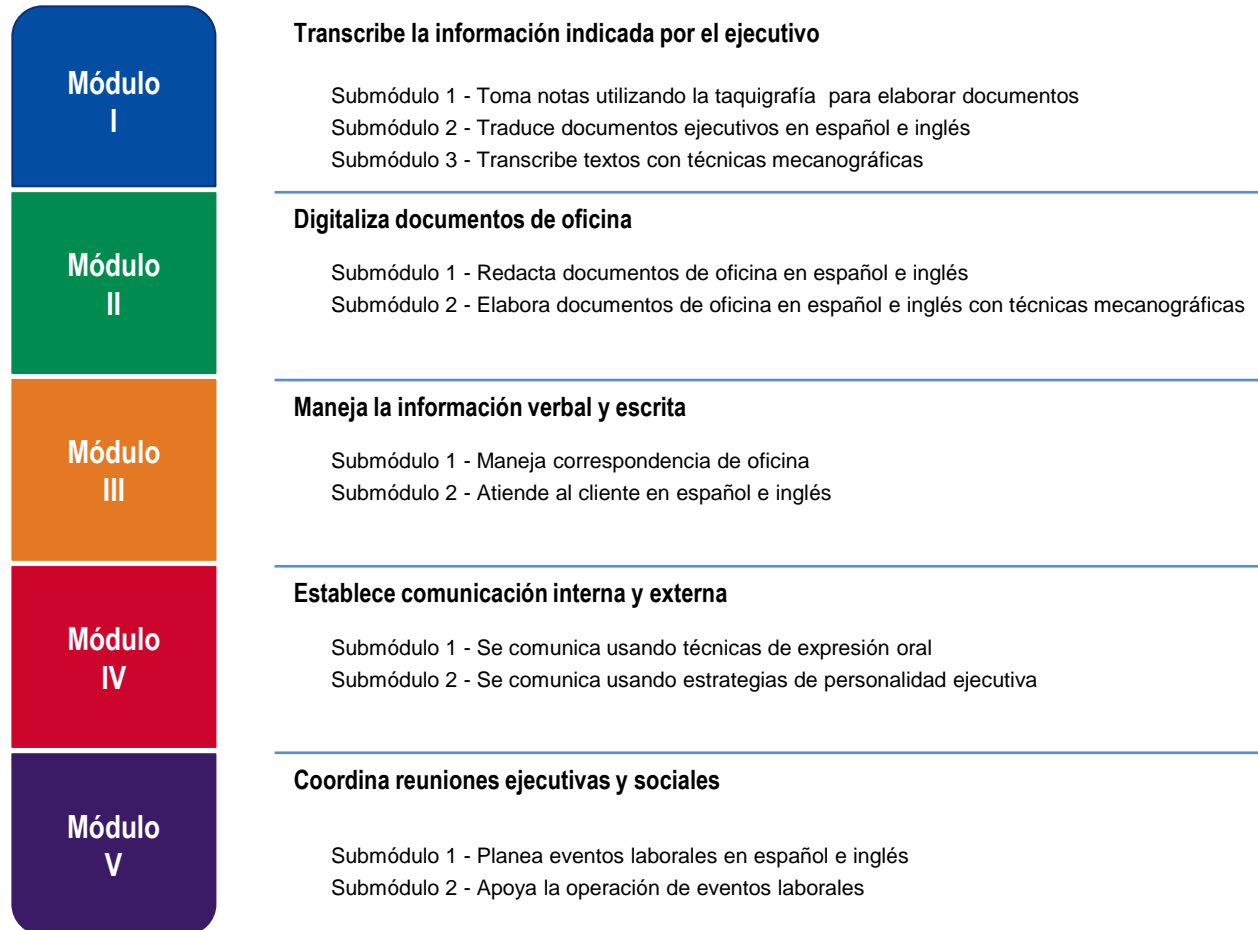 Módulo
I
Transcribe la información indicada por el ejecutivo
Submódulo 1 - Toma notas utilizando la taquigrafía  para elaborar documentos
Submódulo 2 - Traduce documentos ejecutivos en español e inglés
Submódulo 3 - Transcribe textos con técnicas mecanográficas
Módulo
II
Digitaliza documentos de oficina
Submódulo 1 - Redacta documentos de oficina en español e inglés
Submódulo 2 - Elabora documentos de oficina en español e inglés con técnicas mecanográficas
Módulo
III
Maneja la información verbal y escrita
Submódulo 1 - Maneja correspondencia de oficina
Submódulo 2 - Atiende al cliente en español e inglés
Módulo
IV
Establece comunicación interna y externa
Submódulo 1 - Se comunica usando técnicas de expresión oral
Submódulo 2 - Se comunica usando estrategias de personalidad ejecutiva
Módulo
V
Coordina reuniones ejecutivas y sociales
Submódulo 1 - Planea eventos laborales en español e inglés
Submódulo 2 - Apoya la operación de eventos laborales